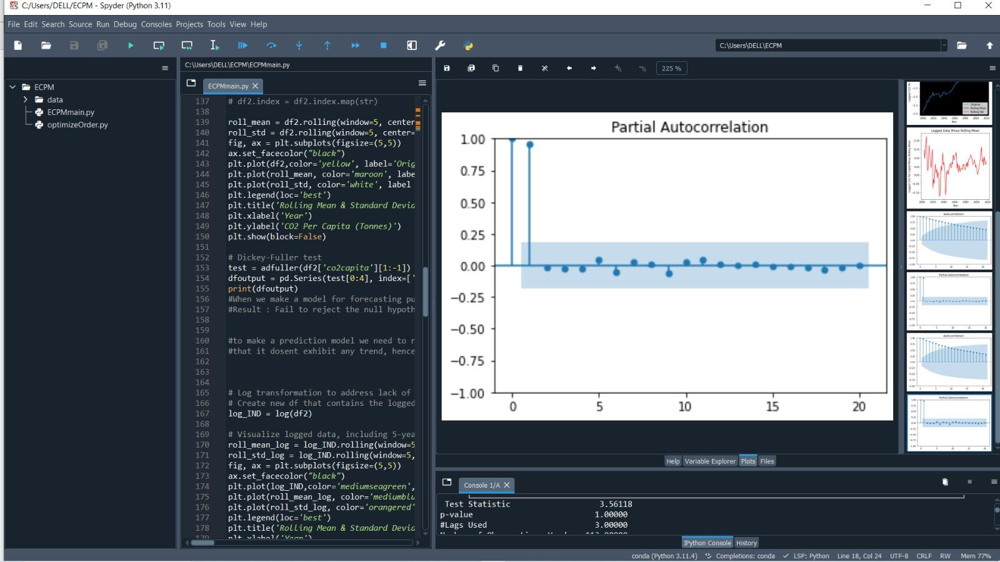 C:/Users/DELL/ECPM - Spyder (Python 3.11)
File Edit Search Source Run Debug Consoles Projects Tools View Help
C:\Users\DELL\ECPM
ECPM
data
ECPMmain.py
optimizeOrder.py
C:\Users\DELL\ECPM\ECPMmain.py
ECPMmain.py
137 # df2.index = df2.index.map(str)
138
139 roll_mean = df2.rolling(window=5, center
140 roll_std = df2.rolling(window=5, center=
141 fig, ax = plt.subplots(figsize=(5,5))
142 ax.set_facecolor("black")
143 plt.plot(df2,color='yellow', label='Orig
144 plt.plot(roll_mean, color='maroon', labe
145 plt.plot(roll_std, color='white', label
146 plt.legend(loc='best')
147 plt.title('Rolling Mean & Standard Devia
148 plt.xlabel('Year')
149 plt.ylabel('CO2 Per Capita (Tonnes)')
150 plt.show(block=False)
151
152 # Dickey-Fuller test
153 test = adfuller(df2['co2capita'][1:-1])
154 dfoutput = pd.Series(test[0:4], index=['
155 print(dfoutput)
156 #When we make a model for forecasting pu
157 #Result : Fail to reject the null hypoth
158
159
160 #to make a prediction model we need to r
161 #that it dosent exhibit any trend, hence
162
163
164
165 # Log transformation to address lack of
166 # Create new df that contains the logged
167 log_IND = log(df2)
168
169 # Visualize logged data, including 5-yea
170 roll_mean_log = log_IND.rolling(window=5
171 roll_std_log = log_IND.rolling(window=5,
172 fig, ax = plt.subplots(figsize=(5,5))
173 ax.set_facecolor("black")
174 plt.plot(log_IND,color='mediumseagreen',
175 plt.plot(roll_mean_log, color='mediumblu
176 plt.plot(roll_std_log, color='orangered'
177 plt.legend(loc='best')
178 plt.title('Rolling Mean & Standard Devia
179 plt.xlabel('Year')
225 %
Partial Autocorrelation
1.00
0.75
0.50
0.25
0.00
−0.25
−0.50
−0.75
−1.00
0 5 10 15 20
Logged Data Minus Rolling Mean
Year
Autocorrelation
Partial Autocorrelation
Autocorrelation
Partial Autocorrelation
Help Variable Explorer Plots Files
Console 1/A
Test Statistic 3.56118
p-value 1.00000
#Lags Used 3.00000
IPython Console History
conda (Python 3.11.4) Completions: conda LSP: Python Line 18, Col 24 UTF-8 CRLF RW Mem 77%